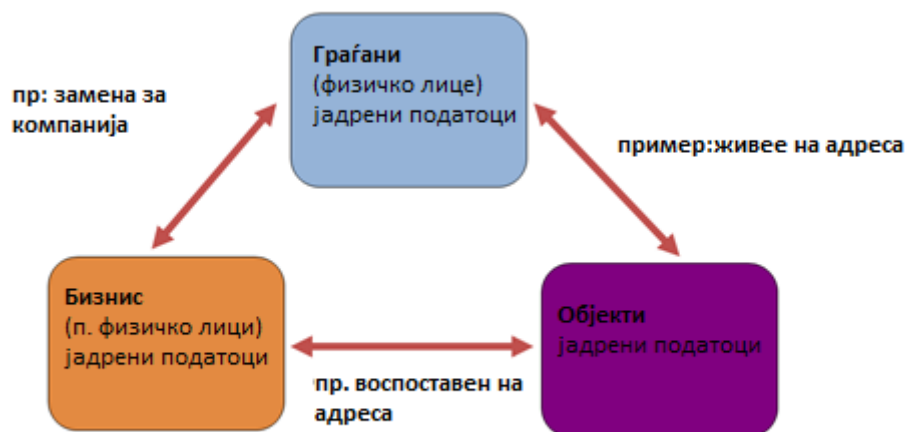 Граѓани
(физичко лице)
јадрени податоци
пр: замена за
компанија
пример:живее на адреса
Бизнис
(п. физичко лици)
јадрени податоци
Објекти
јадрени податоци
пр. воспоставен на
адреса